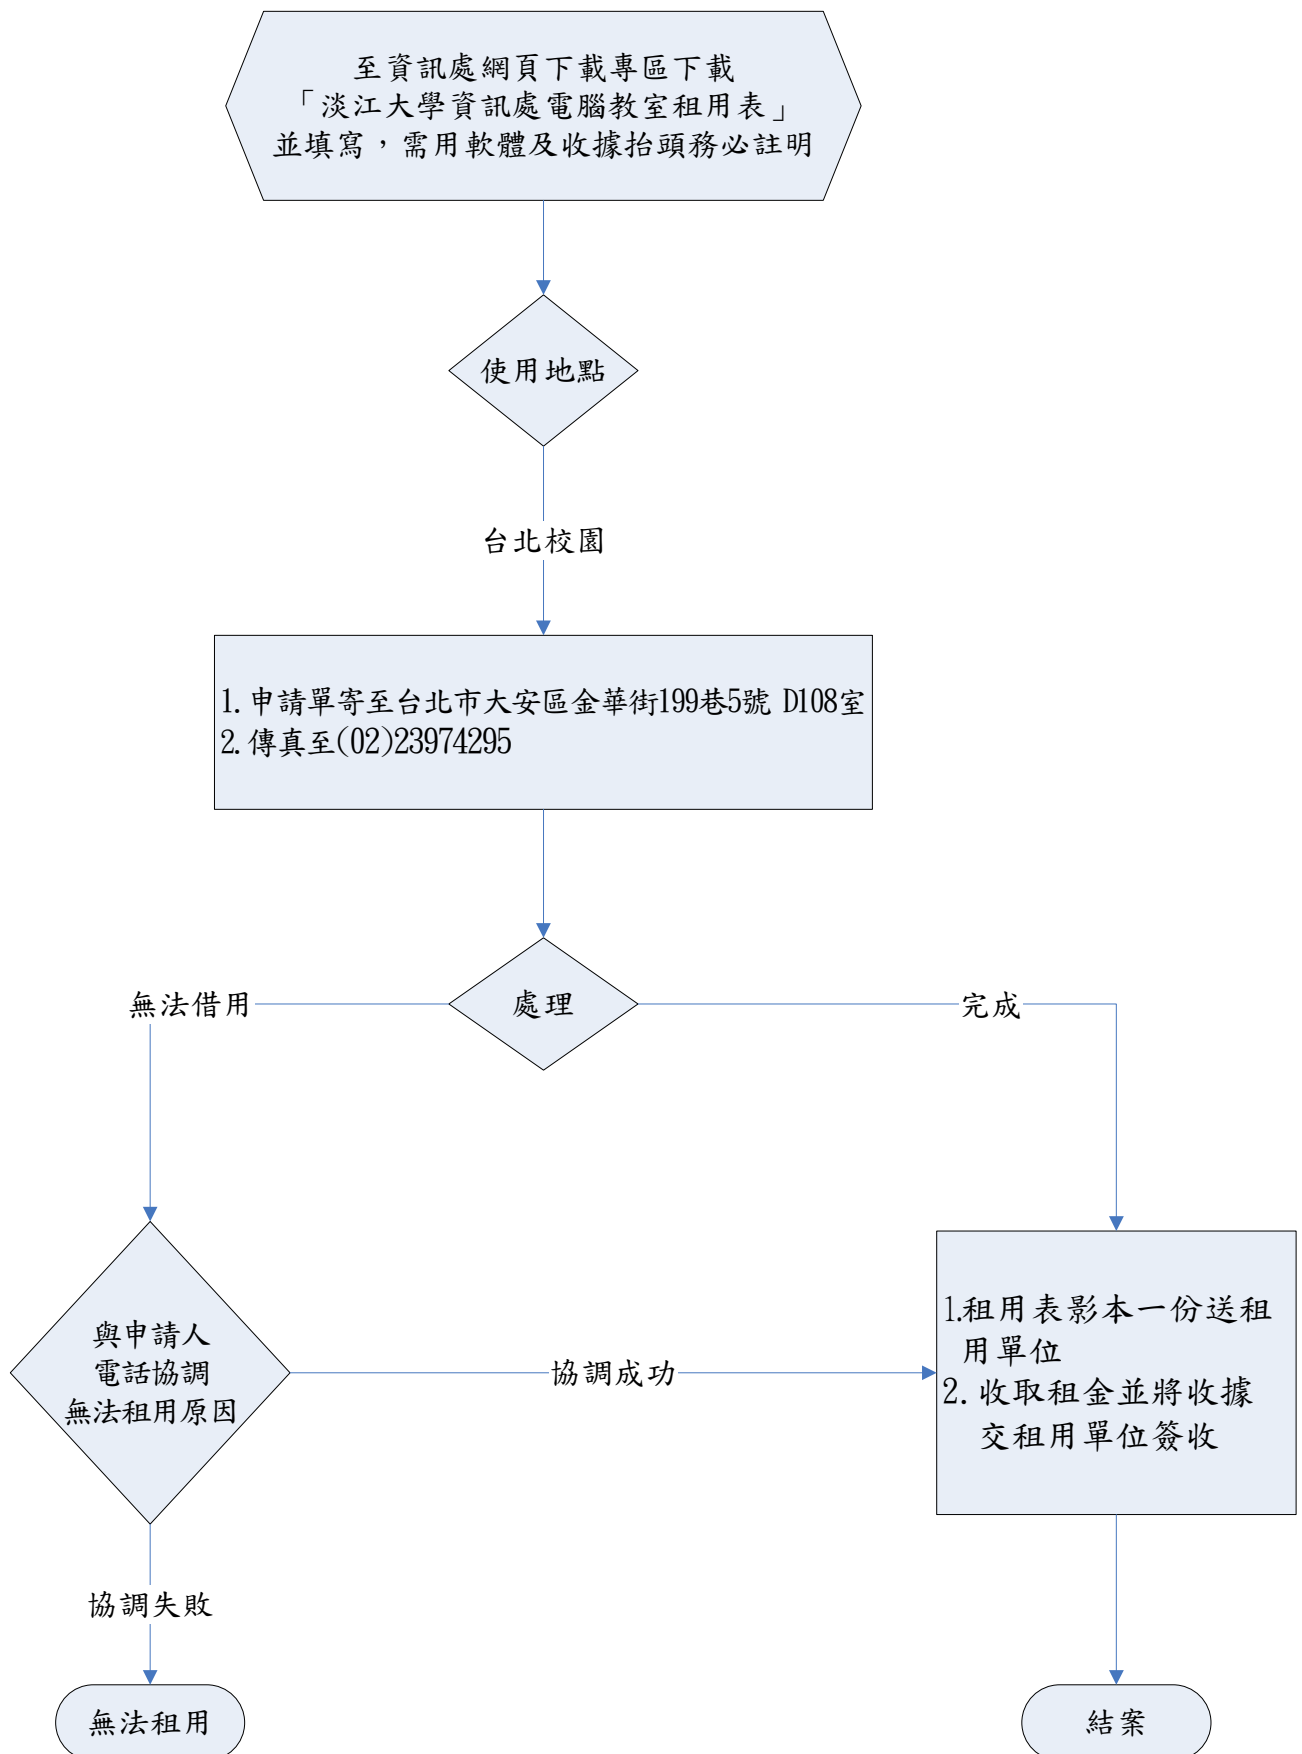 至資訊處網頁下載專區下載
「淡江大學資訊處電腦教室租用表」
並填寫，需用軟體及收據抬頭務必註明
使用地點
台北校園
1.申請單寄至台北市大安區金華街199巷5號 D108室
2.傳真至(02)23974295
處理
無法借用
完成
與申請人
電話協調
無法租用原因
協調成功
1.租用表影本一份送租
用單位
2.收取租金並將收據
交租用單位簽收
協調失敗
無法租用
結案